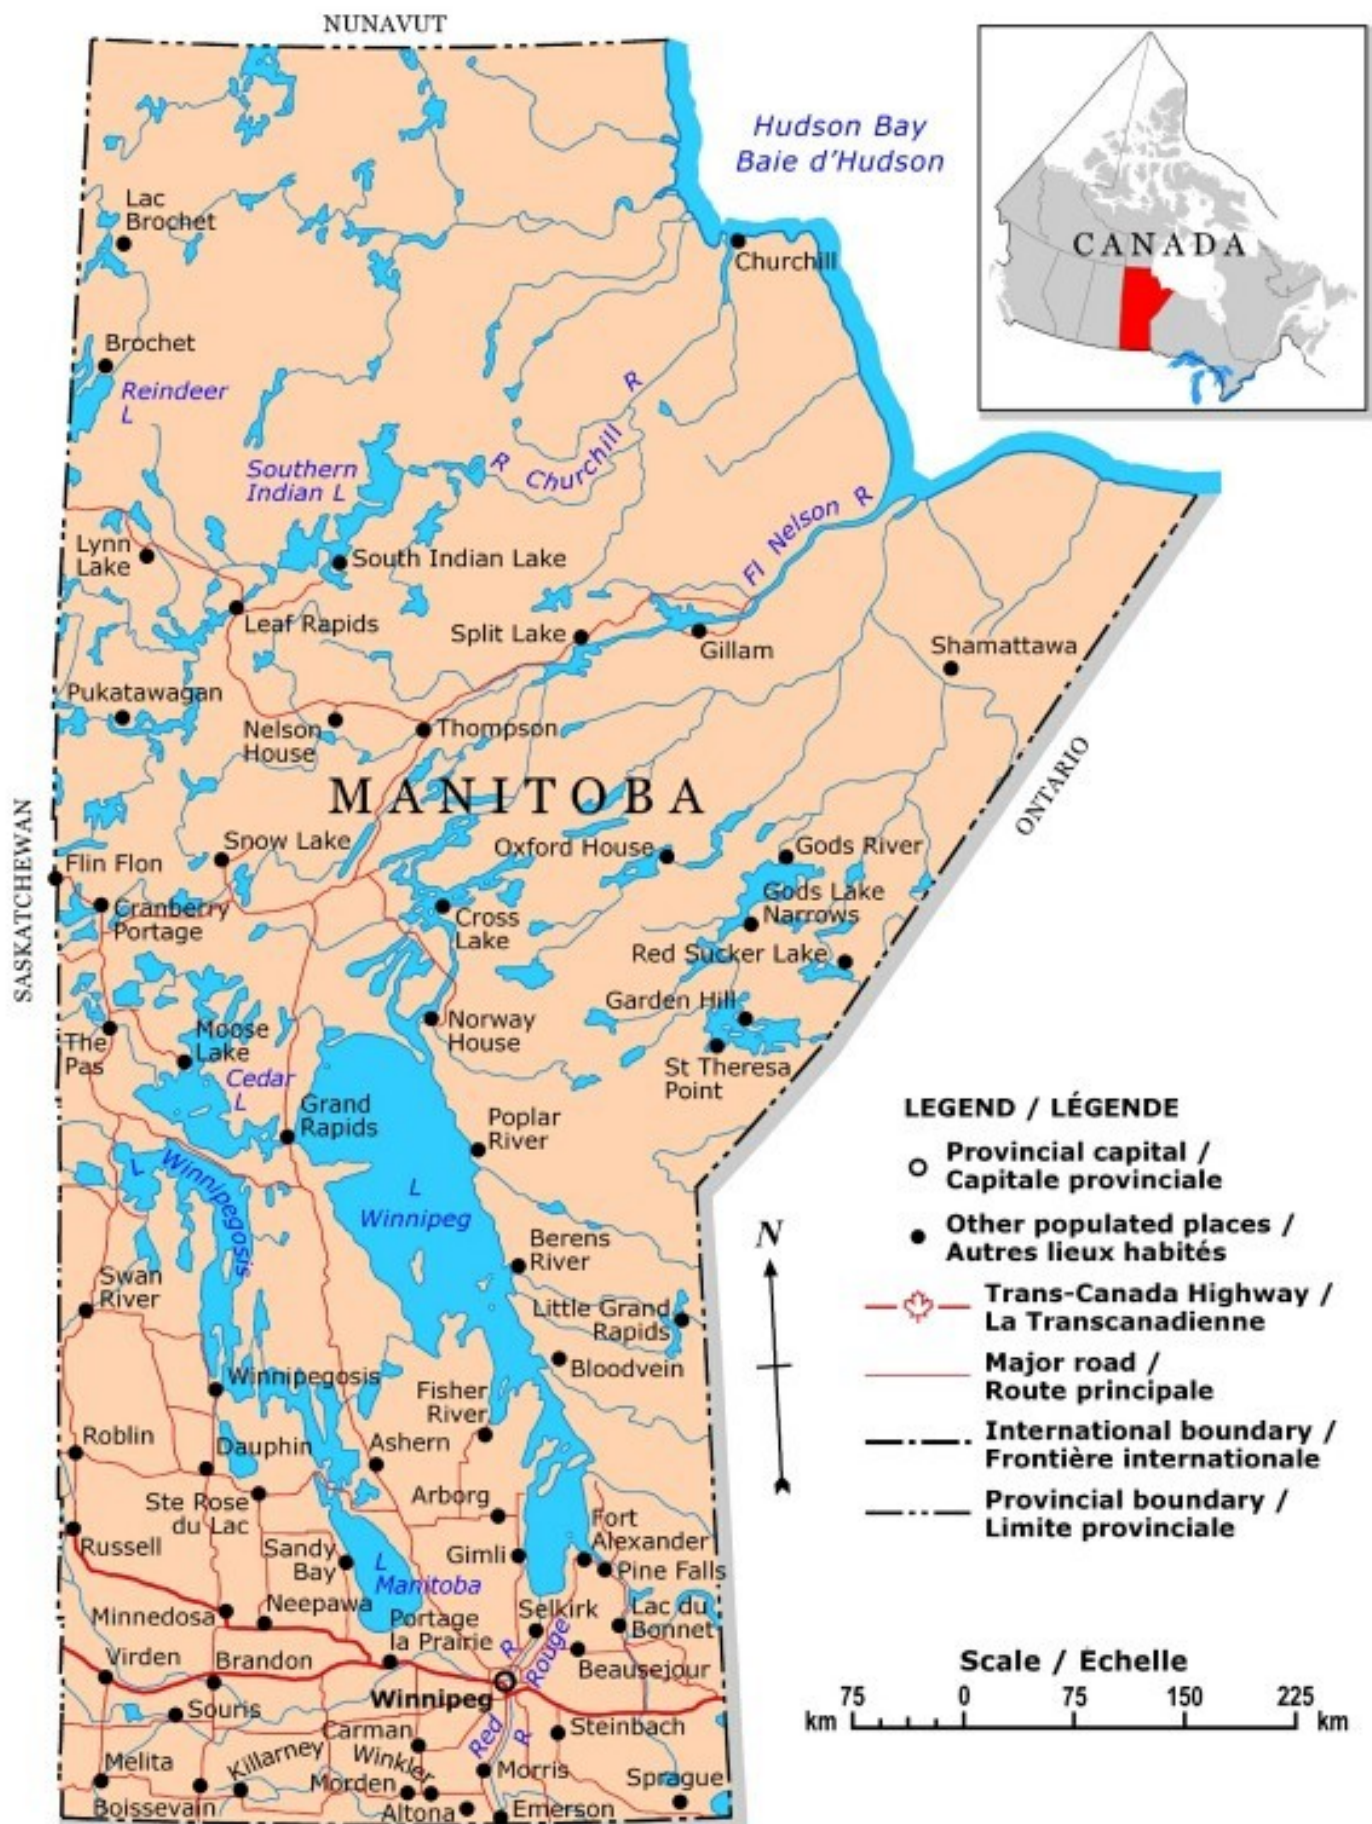 NUNAVUT
Hudson Bay
Baie d'Hudson
CANADA
Lac
Brochet
Churchill
Brochet
Reindeer
L
Southern
Indian L
R Churchill R
Fl Nelson R
Lynn
Lake
South Indian Lake
Leaf Rapids
Split Lake
Gillam
Shamattawa
Pukatawagan
Nelson
House
Thompson
MANITOBA
ONTARIO
SASKATCHEWAN
Snow Lake
Oxford House
Gods River
Flin Flon
Cranberry
Portage
Cross
Lake
Gods Lake
Narrows
Red Sucker Lake
Garden Hill
The
Pas
Moose
Lake
Norway
House
St Theresa
Point
Cedar
L
Grand
Rapids
Poplar
River
L Winnipegosis
L
Winnipeg
Berens
River
Swan
River
Little Grand
Rapids
Bloodvein
Winnipegosis
Fisher
River
Roblin
Dauphin
Ashern
Ste Rose
du Lac
Arborg
Fort
Alexander
Russell
Sandy
Bay
Gimli
Pine Falls
L
Manitoba
Minnedosa
Neepawa
Portage
la Prairie
Selkirk
Lac du
Bonnet
R Rouge
Virden
Brandon
Beausejour
Winnipeg
Souris
Carman
Red R
Steinbach
Melita
Killarney
Winkler
Morden
Morris
Sprague
Boissevain
Altona
Emerson
LEGEND / LÉGENDE
Provincial capital /
Capitale provinciale
Other populated places /
Autres lieux habités
Trans-Canada Highway /
La Transcanadienne
Major road /
Route principale
International boundary /
Frontière internationale
Provincial boundary /
Limite provinciale
N
Scale / Échelle
75 0 75 150 225
km km